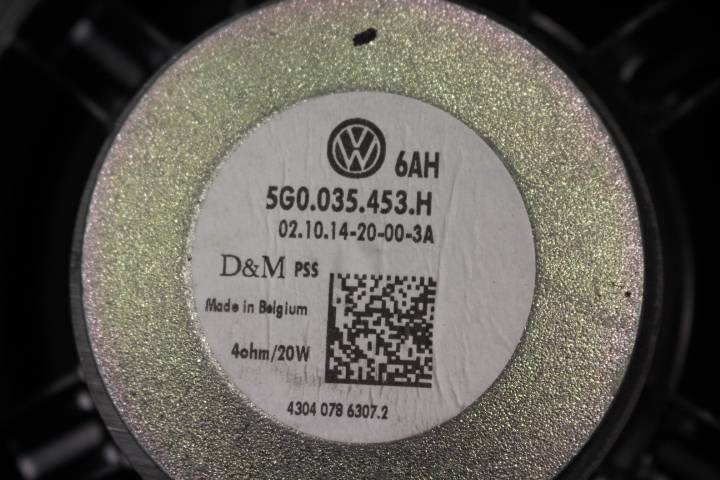 6AH
5G0.035.453.H
02.10.14-20-00-3A
D&M PSS
Made in Belgium
4ohm/20W
4304 078 6307.2